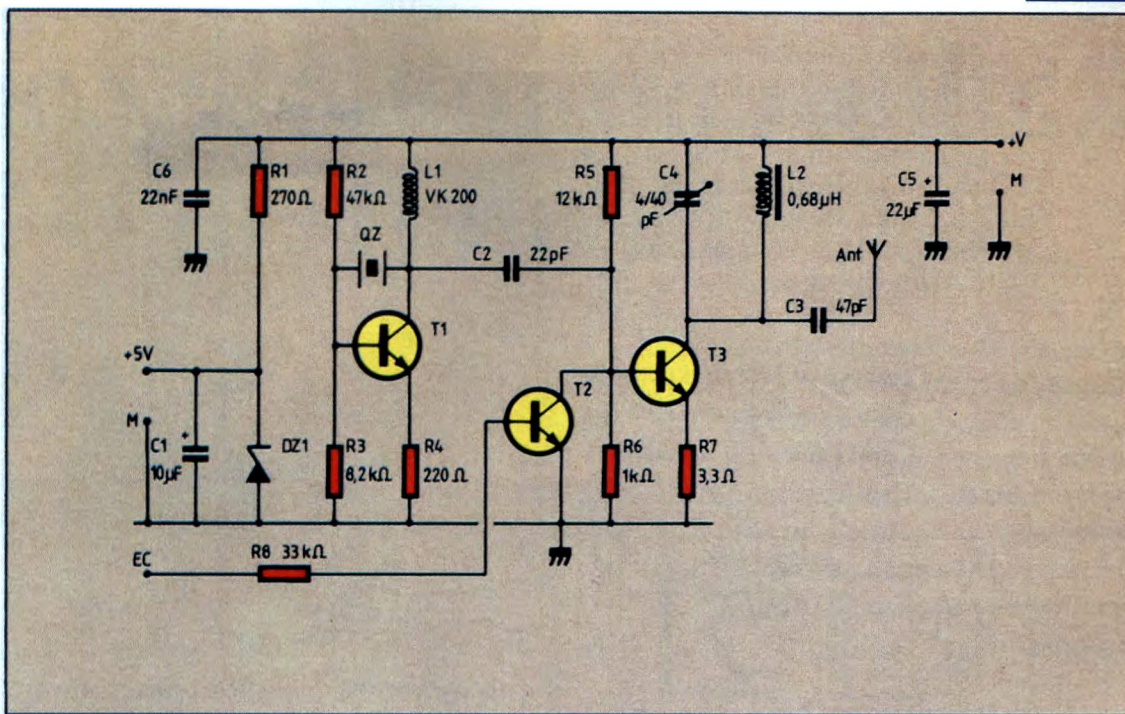 +V
C6
22nF
R1
270Ω
R2
47kΩ
L1
VK 200
R5
12kΩ
C4
4/40
pF
L2
0,68µH
C5
22µF
+
M
QZ
C2
22pF
Ant
C3
47pF
T1
T3
+5V
T2
M
C1
10µF
+
DZ1
R3
8,2kΩ
R4
220Ω
R6
1kΩ
R7
3,3Ω
EC
R8 33kΩ